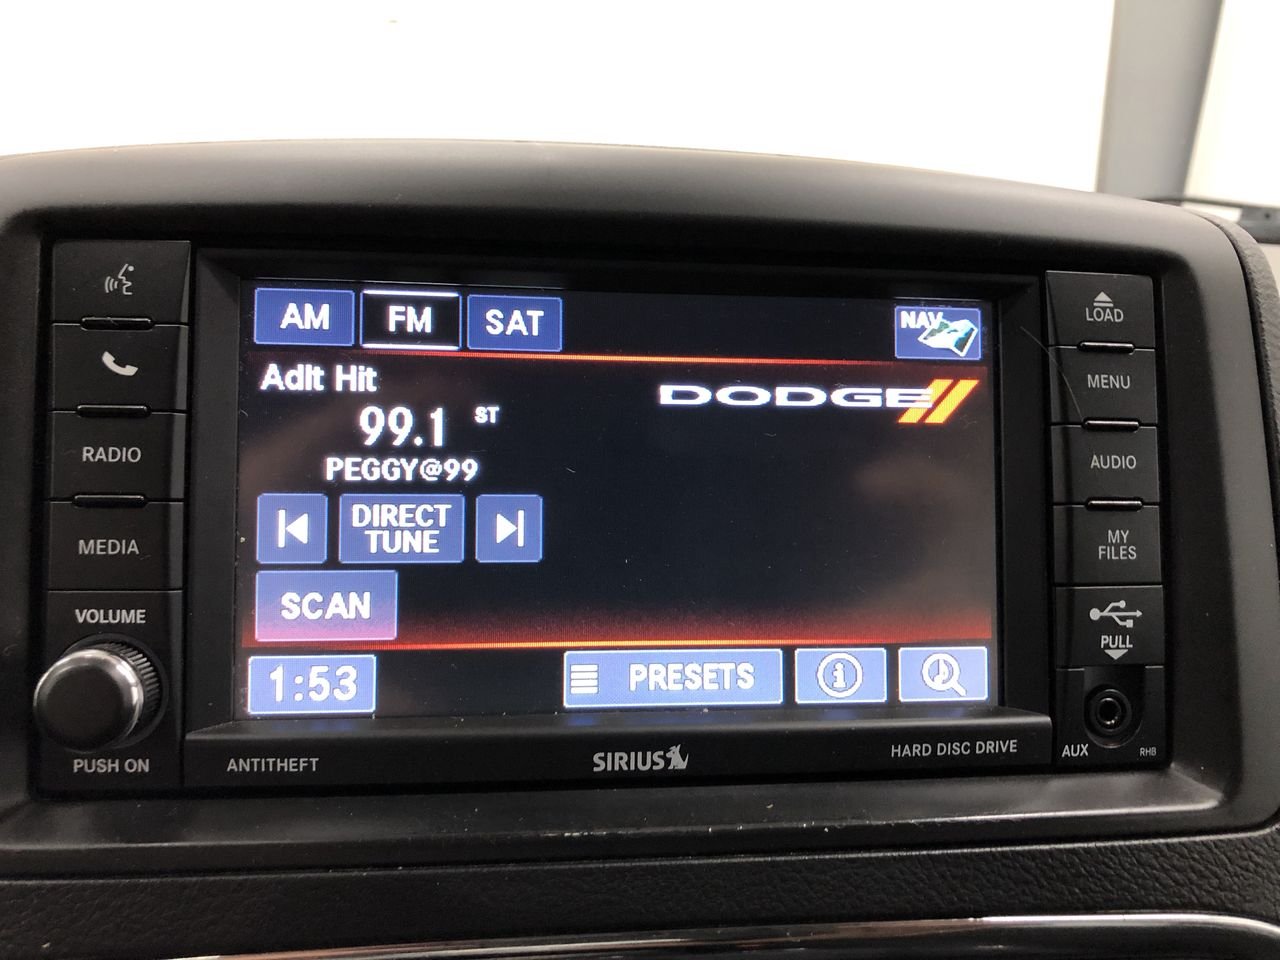 AM FM SAT NAV
Adlt Hit
DODGE
99.1 ST
PEGGY@99
DIRECT
TUNE
SCAN
1:53 PRESETS i
RADIO
MEDIA
VOLUME
PUSH ON
LOAD
MENU
AUDIO
MY
FILES
PULL
AUX RHB
ANTITHEFT SIRIUS HARD DISC DRIVE